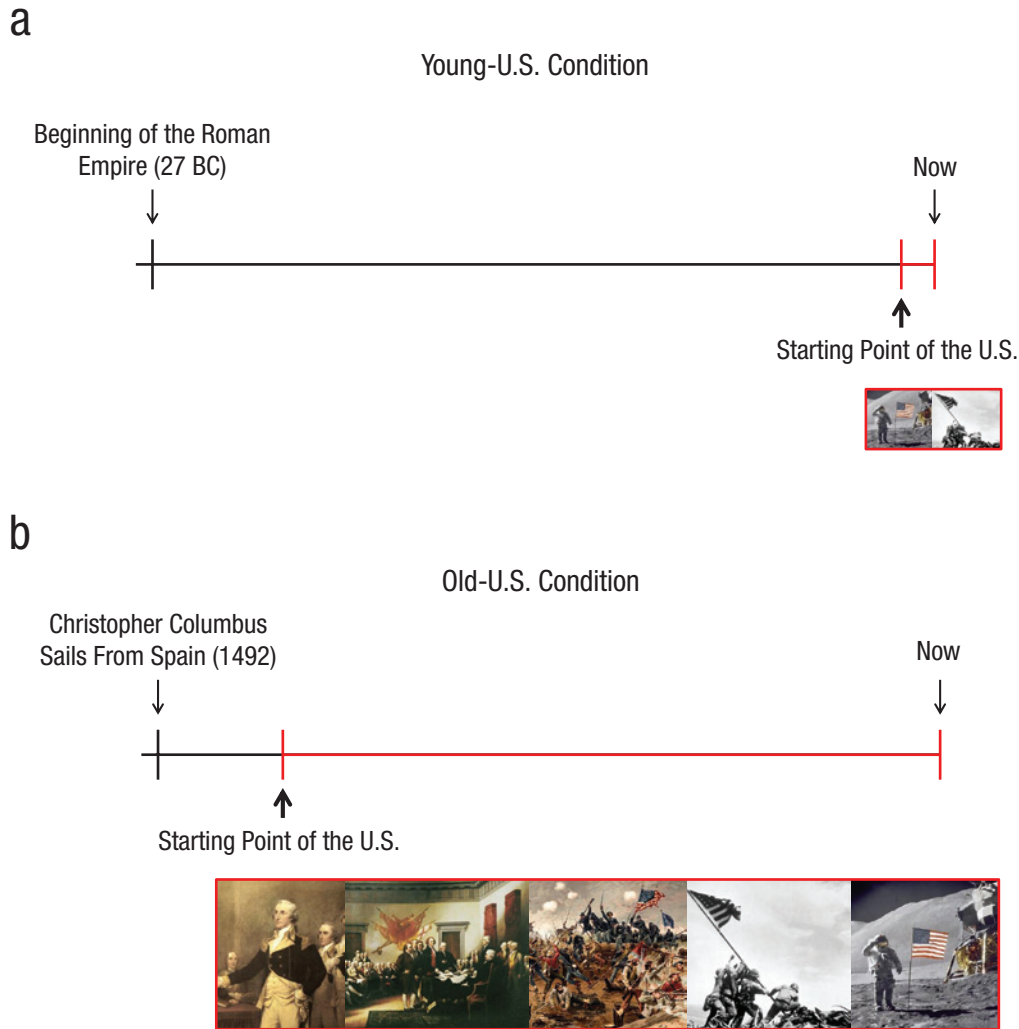 a
Young-U.S. Condition
Beginning of the Roman
Empire (27 BC)
Now
Starting Point of the U.S.
b
Old-U.S. Condition
Christopher Columbus
Sails From Spain (1492)
Now
Starting Point of the U.S.